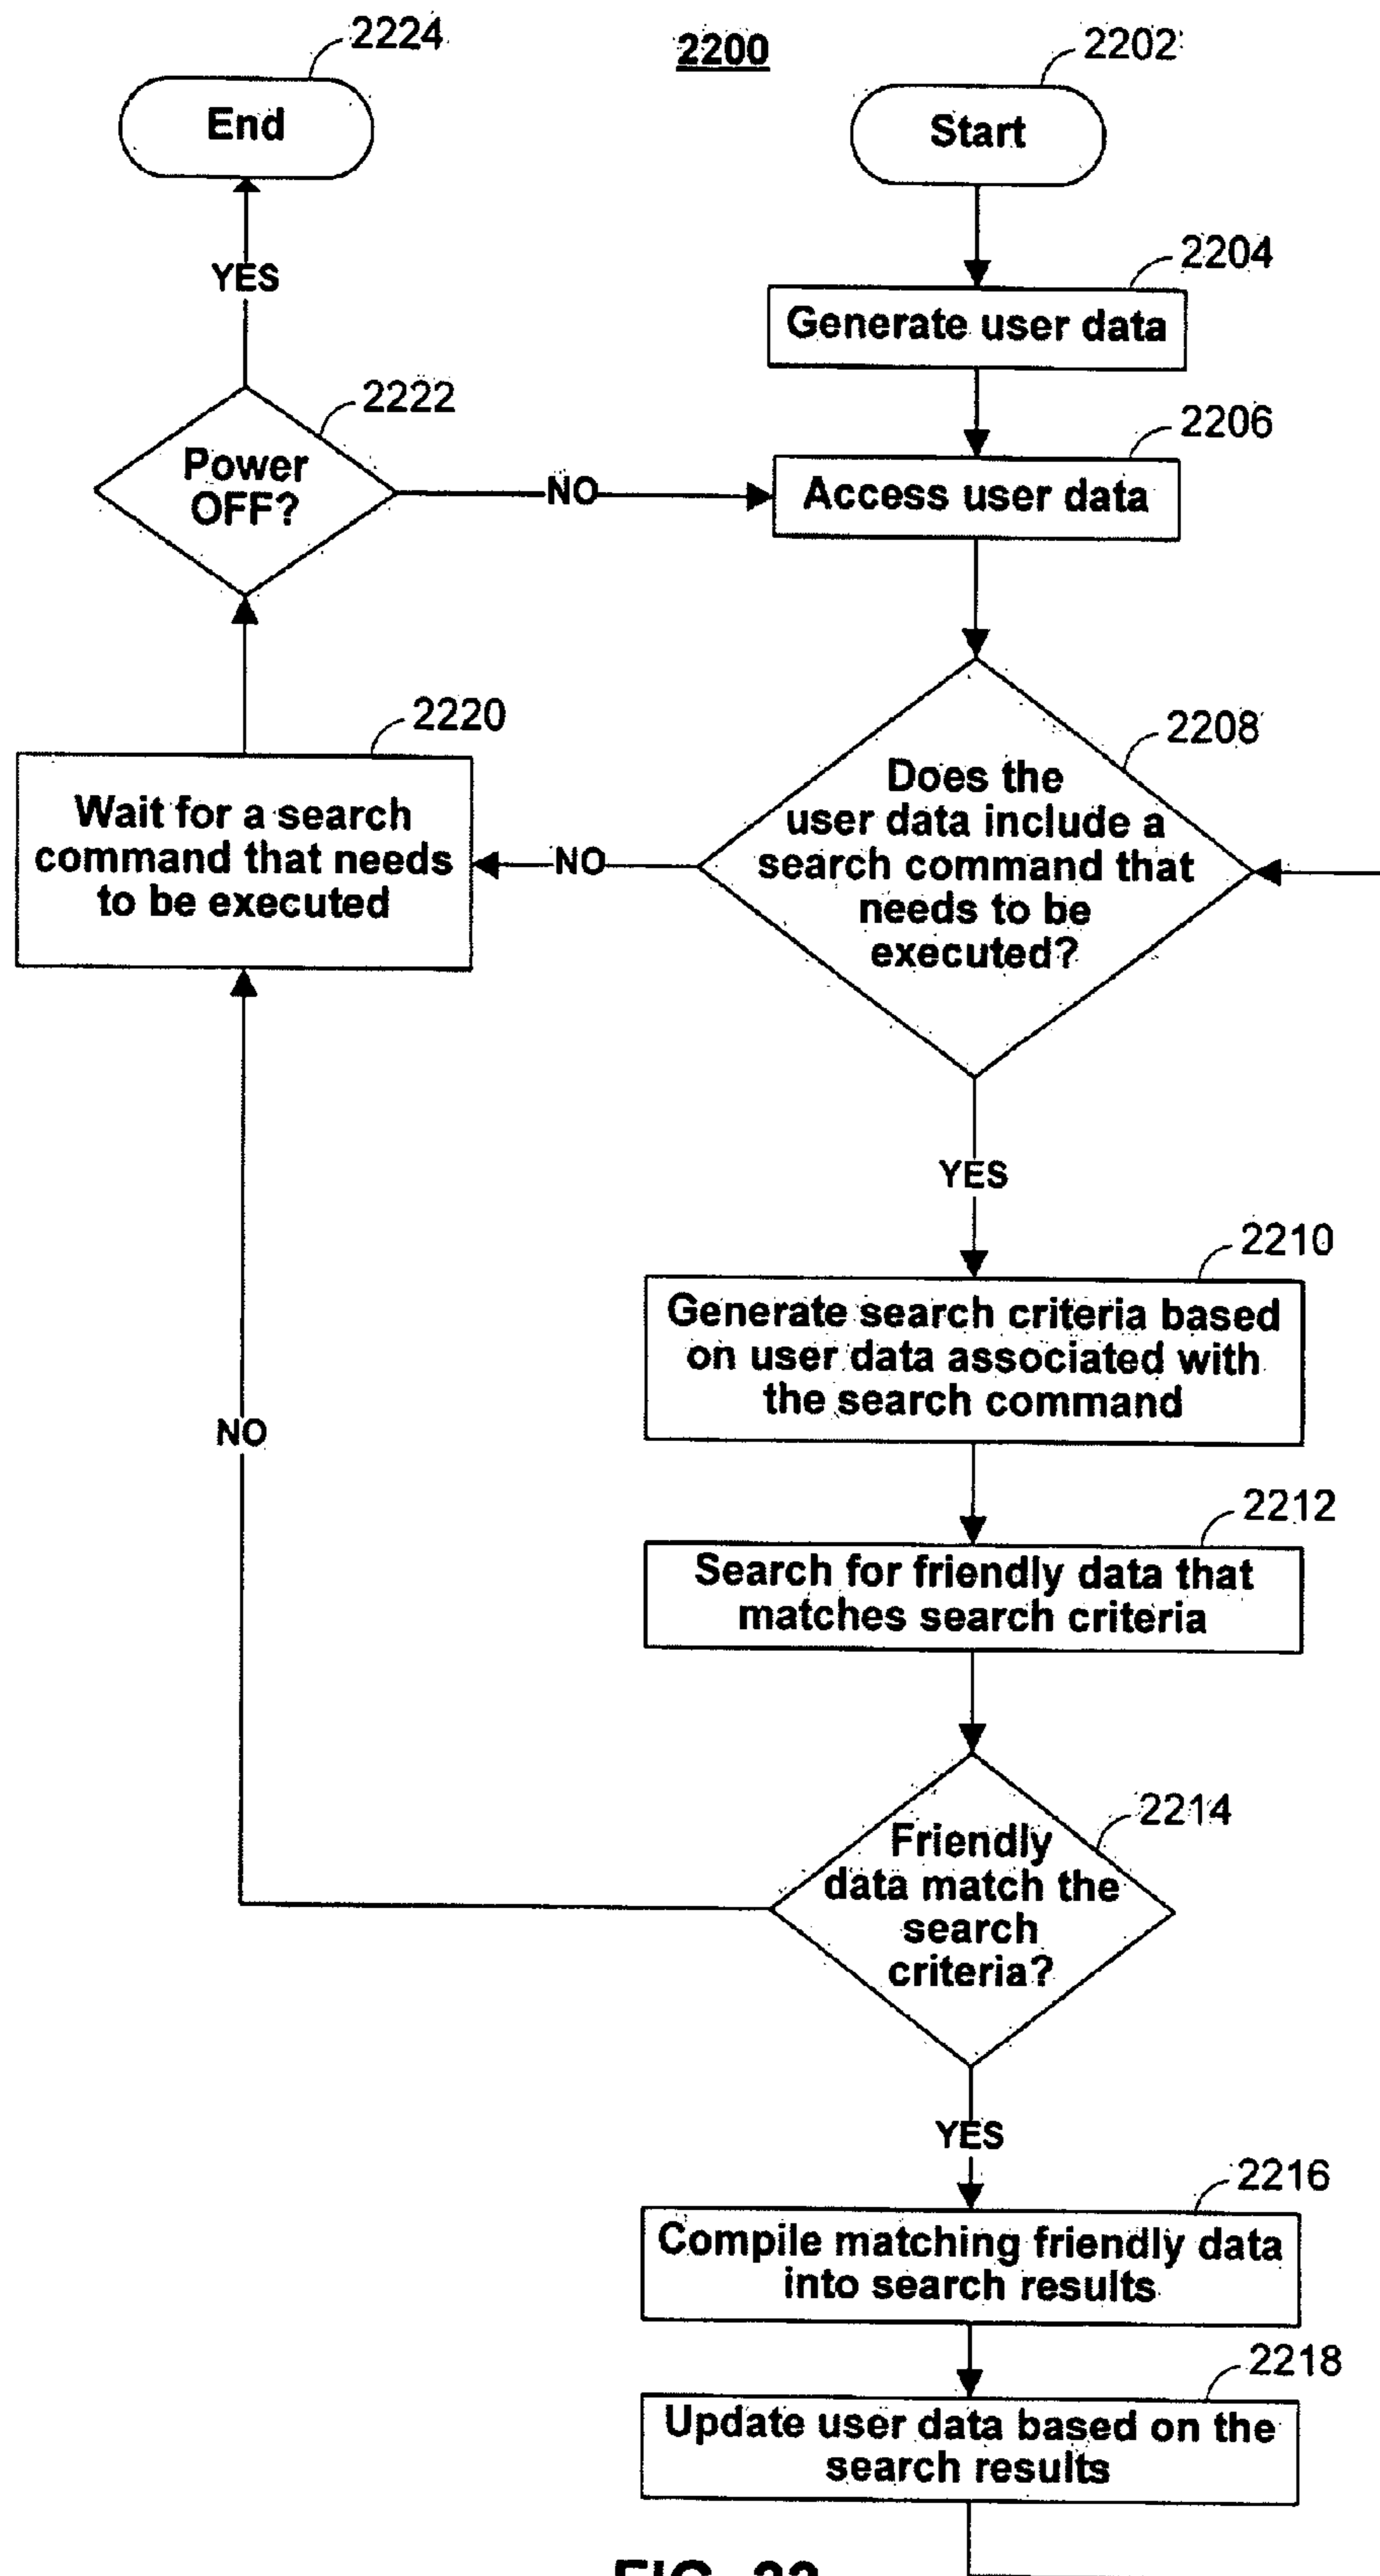 2200
2202
Start
2204
Generate user data
2206
Access user data
2208
Does the
user data include a
search command that
needs to be
executed?
NO
YES
2210
Generate search criteria based
on user data associated with
the search command
2212
Search for friendly data that
matches search criteria
2214
Friendly
data match the
search
criteria?
NO
YES
2216
Compile matching friendly data
into search results
2218
Update user data based on the
search results
2220
Wait for a search
command that needs
to be executed
2222
Power
OFF?
NO
YES
2224
End